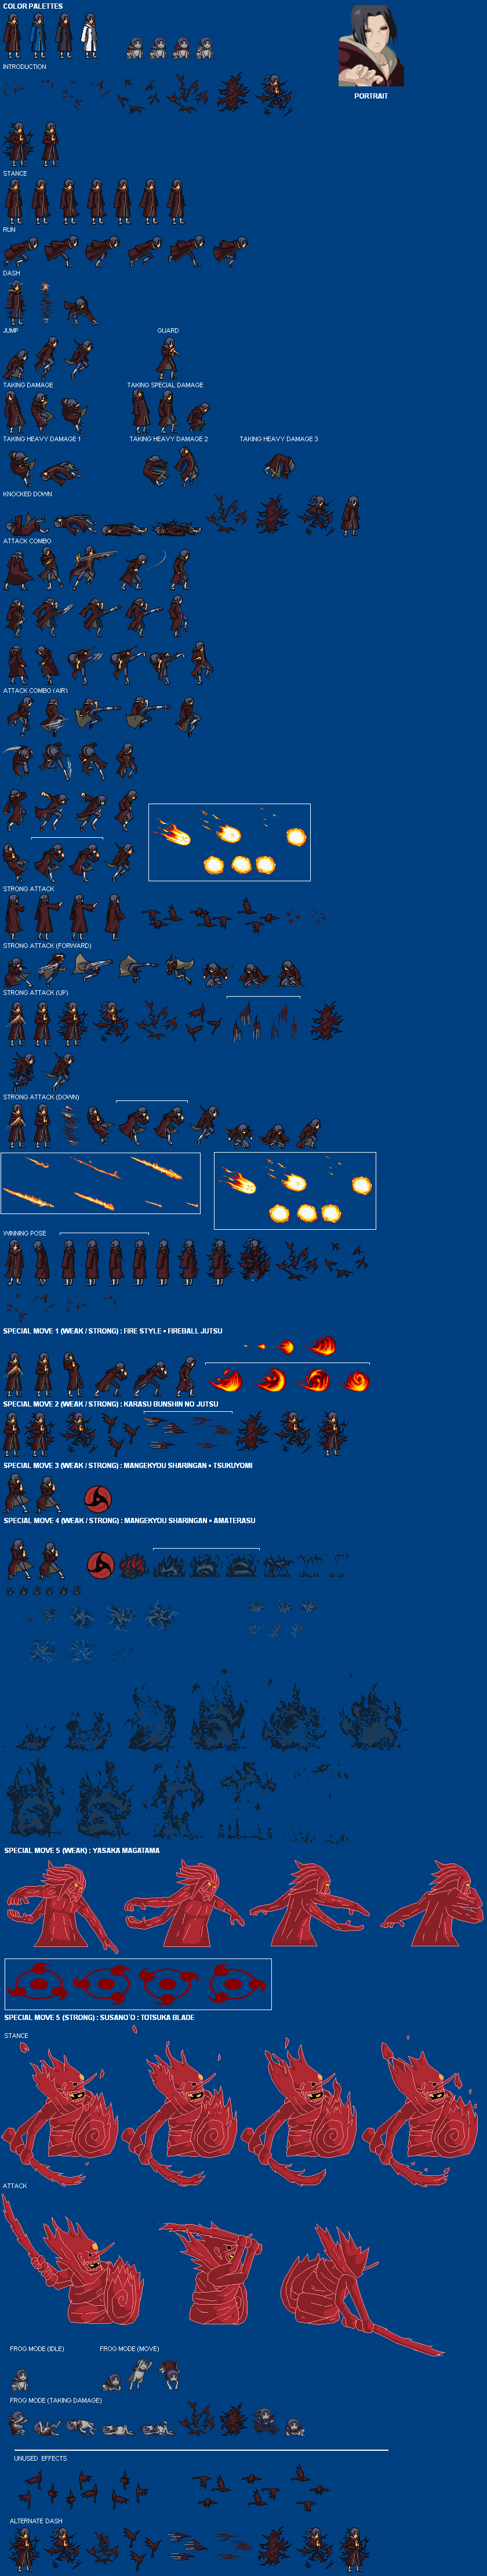 COLOR PALETTES
PORTRAIT
INTRODUCTION
STANCE
RUN
DASH
JUMP
GUARD
TAKING DAMAGE
TAKING SPECIAL DAMAGE
TAKING HEAVY DAMAGE 1
TAKING HEAVY DAMAGE 2
TAKING HEAVY DAMAGE 3
KNOCKED DOWN
ATTACK COMBO
ATTACK COMBO (AIR)
STRONG ATTACK
STRONG ATTACK (FORWARD)
STRONG ATTACK (UP)
STRONG ATTACK (DOWN)
WINNING POSE
SPECIAL MOVE 1 (WEAK / STRONG) : FIRE STYLE • FIREBALL JUTSU
SPECIAL MOVE 2 (WEAK / STRONG) : KARASU BUNSHIN NO JUTSU
SPECIAL MOVE 3 (WEAK / STRONG) : MANGEKYOU SHARINGAN • TSUKUYOMI
SPECIAL MOVE 4 (WEAK / STRONG) : MANGEKYOU SHARINGAN • AMATERASU
SPECIAL MOVE 5 (WEAK) : YASAKA MAGATAMA
SPECIAL MOVE 5 (STRONG) : SUSANO'O : TOTSUKA BLADE
STANCE
ATTACK
FROG MODE (IDLE)
FROG MODE (MOVE)
FROG MODE (TAKING DAMAGE)
UNUSED EFFECTS
ALTERNATE DASH